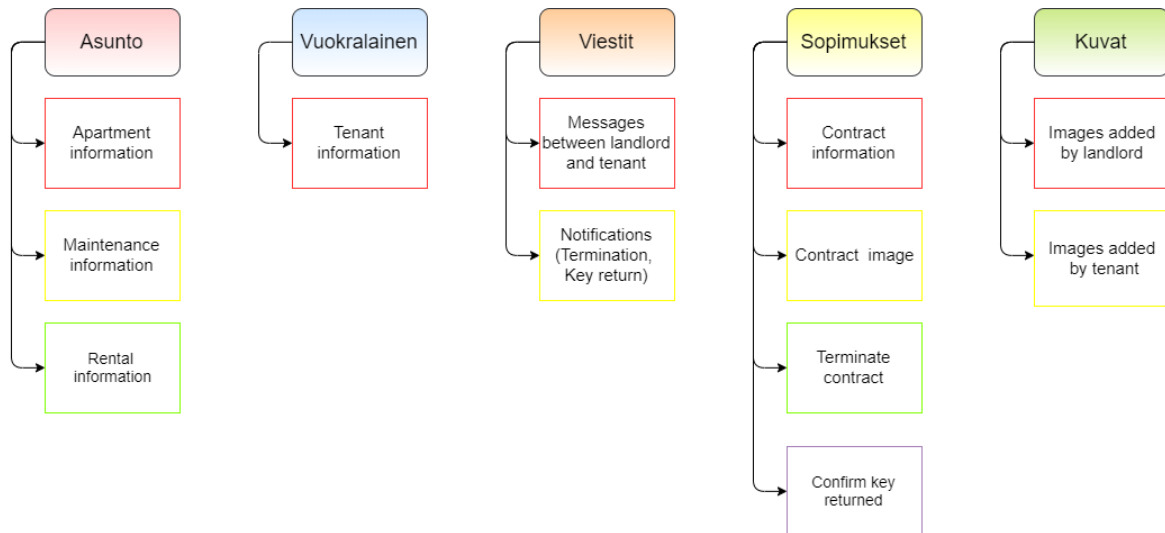 Asunto
Vuokralainen
Viestit
Sopimukset
Kuvat
Apartment
information
Tenant
information
Messages
between landlord
and tenant
Contract
information
Images added
by landlord
Maintenance
information
Notifications
(Termination,
Key return)
Contract image
Images added
by tenant
Rental
information
Terminate
contract
Confirm key
returned